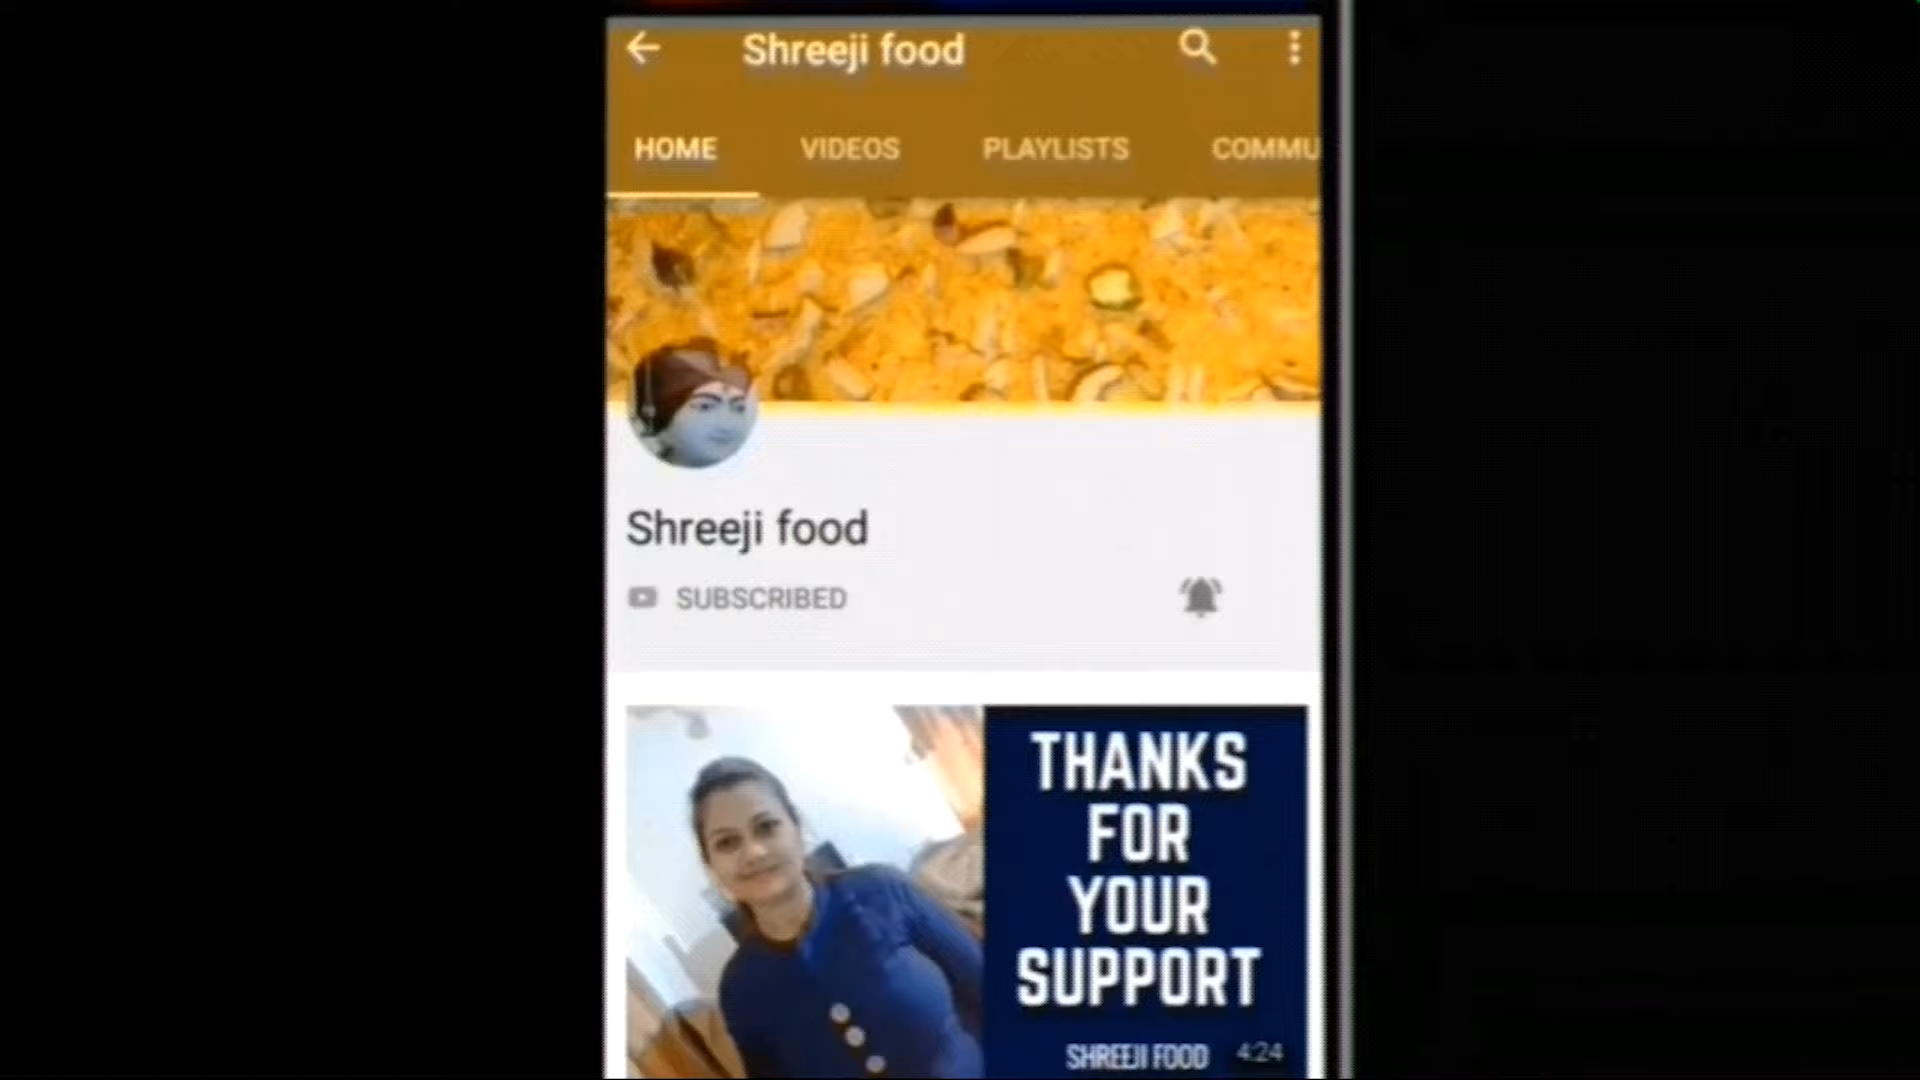 Shreeji food
HOME VIDEOS PLAYLISTS COMMU
Shreeji food
SUBSCRIBED
THANKS
FOR
YOUR
SUPPORT
SHREEJI FOOD 4:24